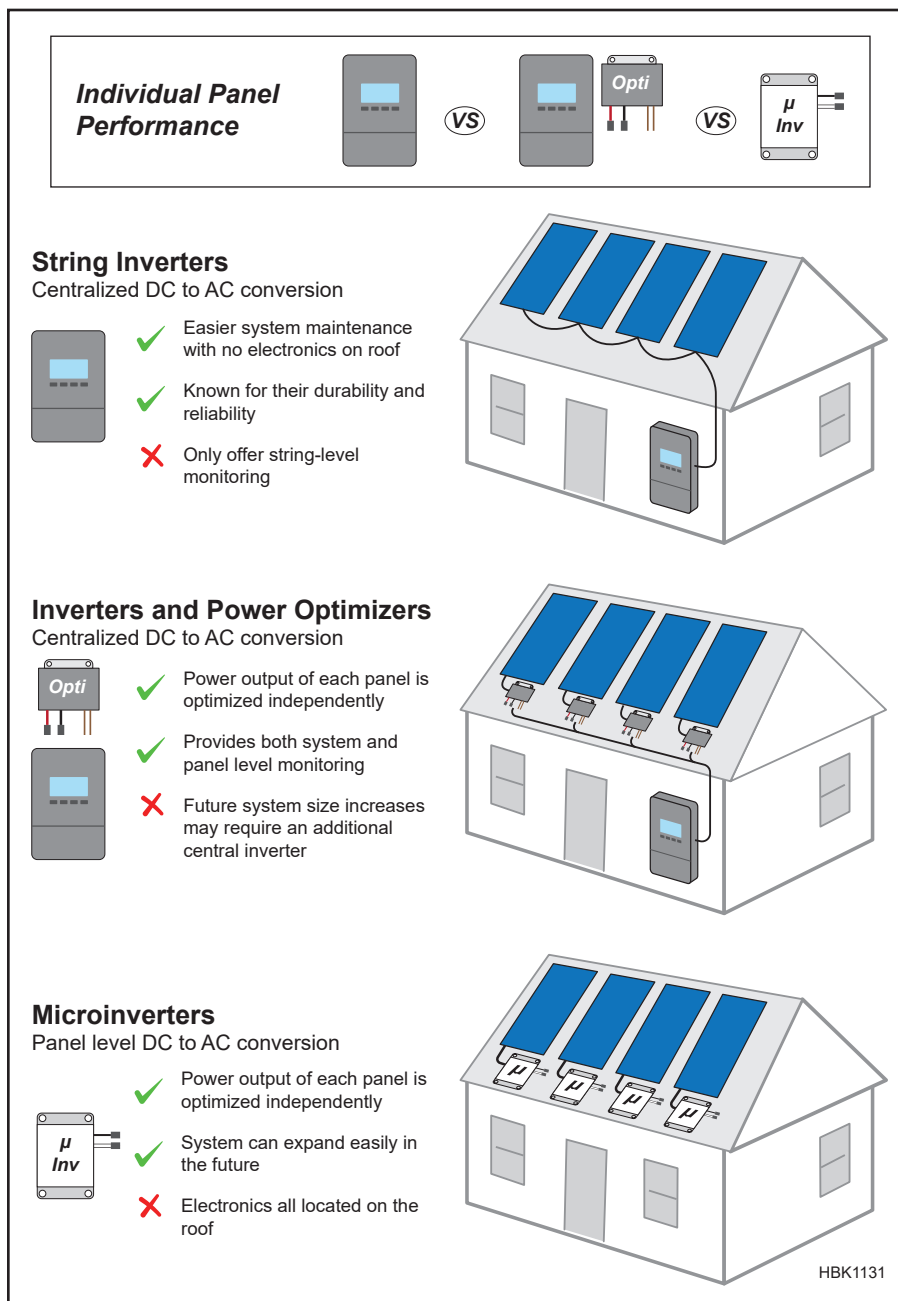 Individual Panel
Performance
VS
Opti
VS
µ
Inv
String Inverters
Centralized DC to AC conversion
Easier system maintenance
with no electronics on roof
Known for their durability and
reliability
Only offer string-level
monitoring
Inverters and Power Optimizers
Centralized DC to AC conversion
Opti
Power output of each panel is
optimized independently
Provides both system and
panel level monitoring
Future system size increases
may require an additional
central inverter
Microinverters
Panel level DC to AC conversion
µ
Inv
Power output of each panel is
optimized independently
System can expand easily in
the future
Electronics all located on the
roof
µ
µ
µ
µ
HBK1131